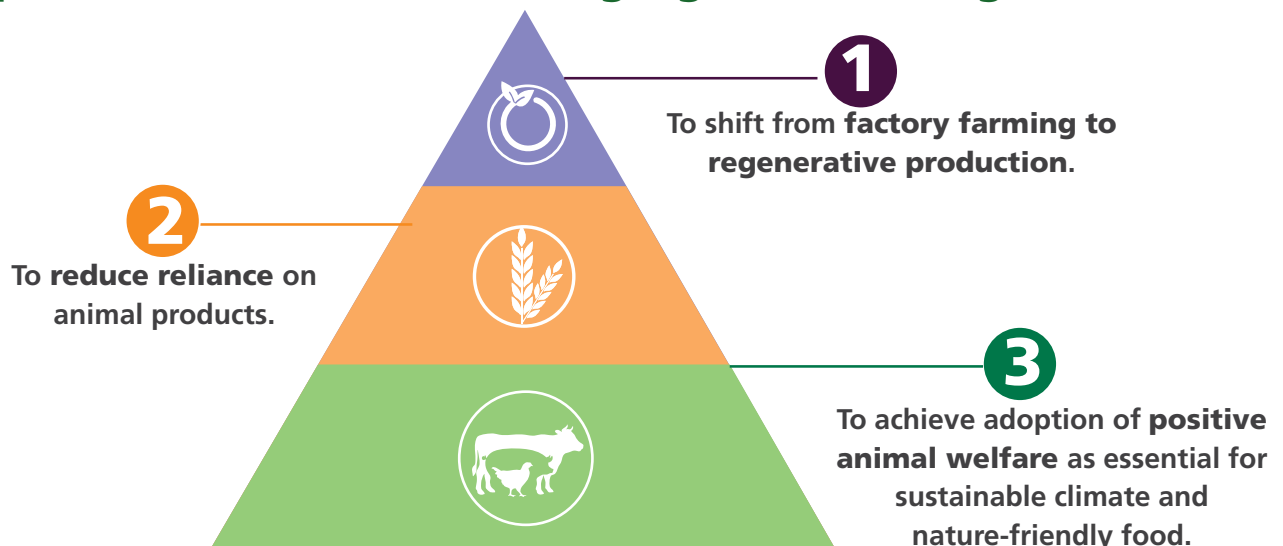 1
To shift from factory farming to
regenerative production.
2
To reduce reliance on
animal products.
3
To achieve adoption of positive
animal welfare as essential for
sustainable climate and
nature-friendly food.